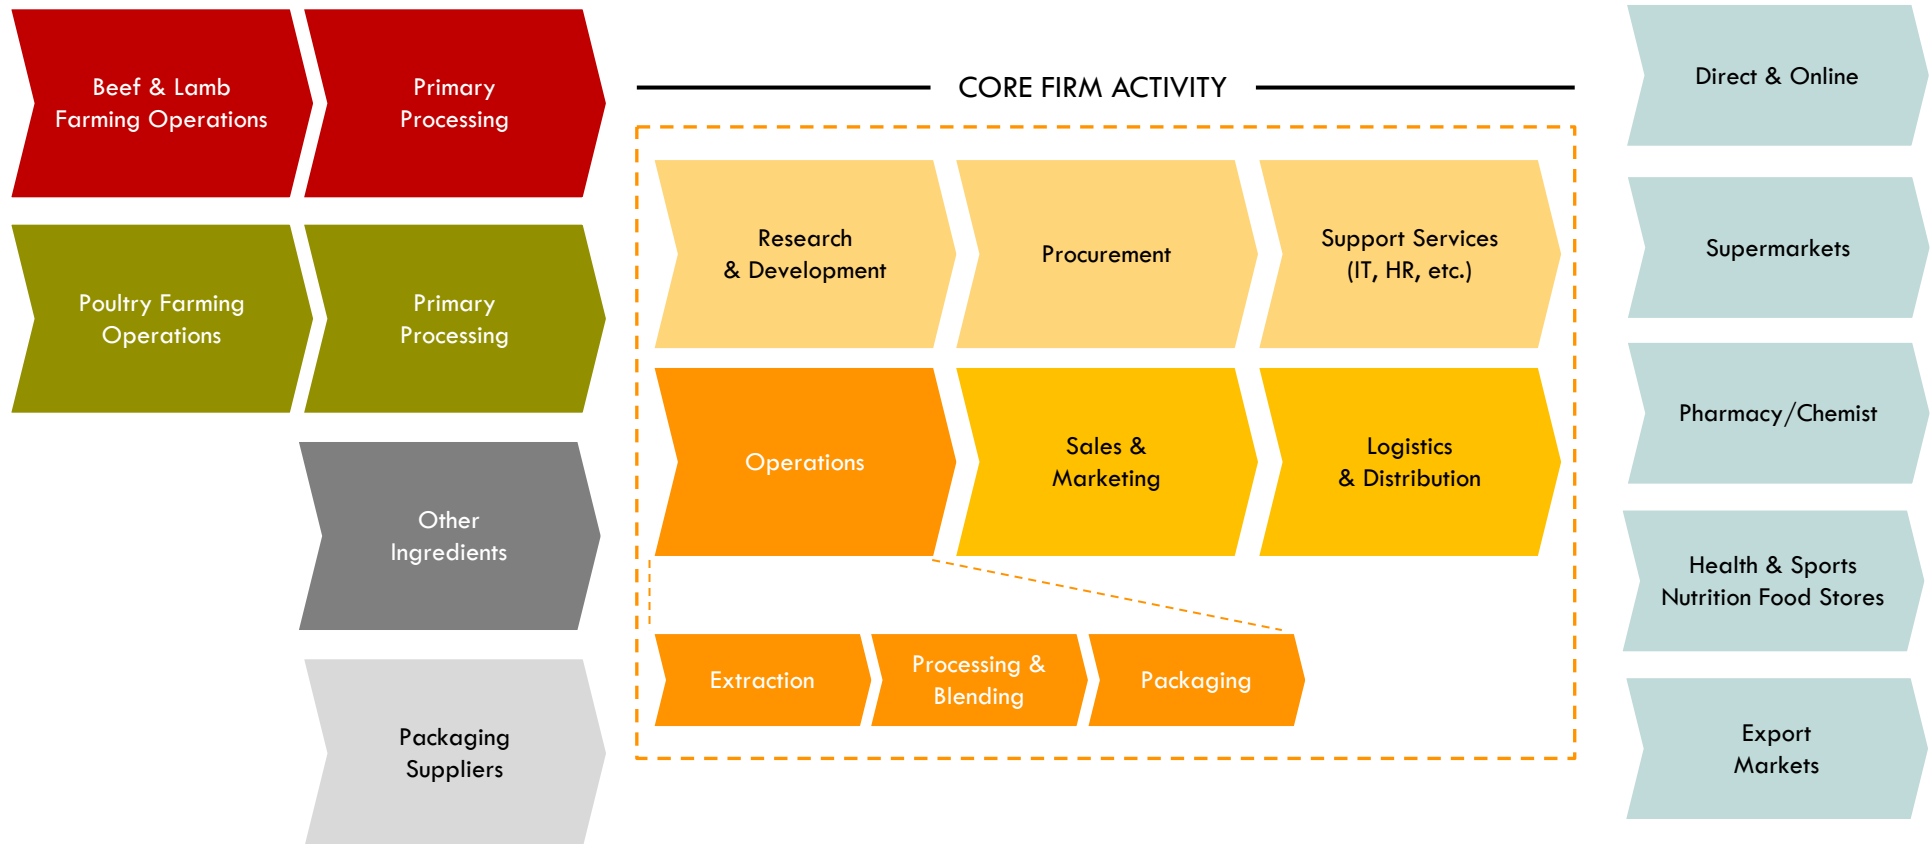 Beef & Lamb
Farming Operations
Primary
Processing
Poultry Farming
Operations
Primary
Processing
Other
Ingredients
Packaging
Suppliers
CORE FIRM ACTIVITY
Research
& Development
Procurement
Support Services
(IT, HR, etc.)
Operations
Sales &
Marketing
Logistics
& Distribution
Extraction
Processing &
Blending
Packaging
Direct & Online
Supermarkets
Pharmacy/Chemist
Health & Sports
Nutrition Food Stores
Export
Markets